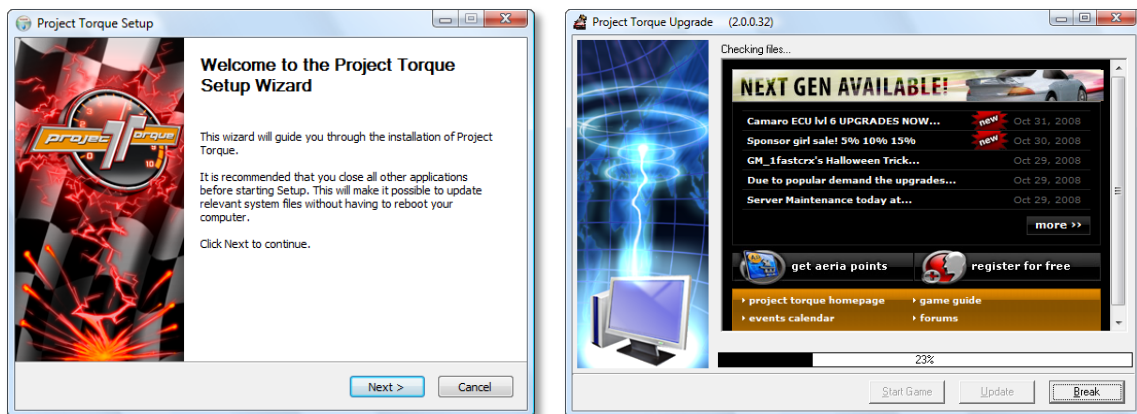 Project Torque Setup
Welcome to the Project Torque
Setup Wizard
This wizard will guide you through the installation of Project
Torque.
It is recommended that you close all other applications
before starting Setup. This will make it possible to update
relevant system files without having to reboot your
computer.
Click Next to continue.
Next >
Cancel
Project Torque Upgrade (2.0.0.32)
Checking files...
NEXT GEN AVAILABLE!
Camaro ECU lvl 6 UPGRADES NOW... new Oct 31, 2008
Sponsor girl sale! 5% 10% 15% new Oct 30, 2008
GM_1fastcrx's Halloween Trick... Oct 29, 2008
Due to popular demand the upgrades... Oct 29, 2008
Server Maintenance today at... Oct 29, 2008
more >>
get aeria points
register for free
project torque homepage
game guide
events calendar
forums
23%
Start Game
Update
Break